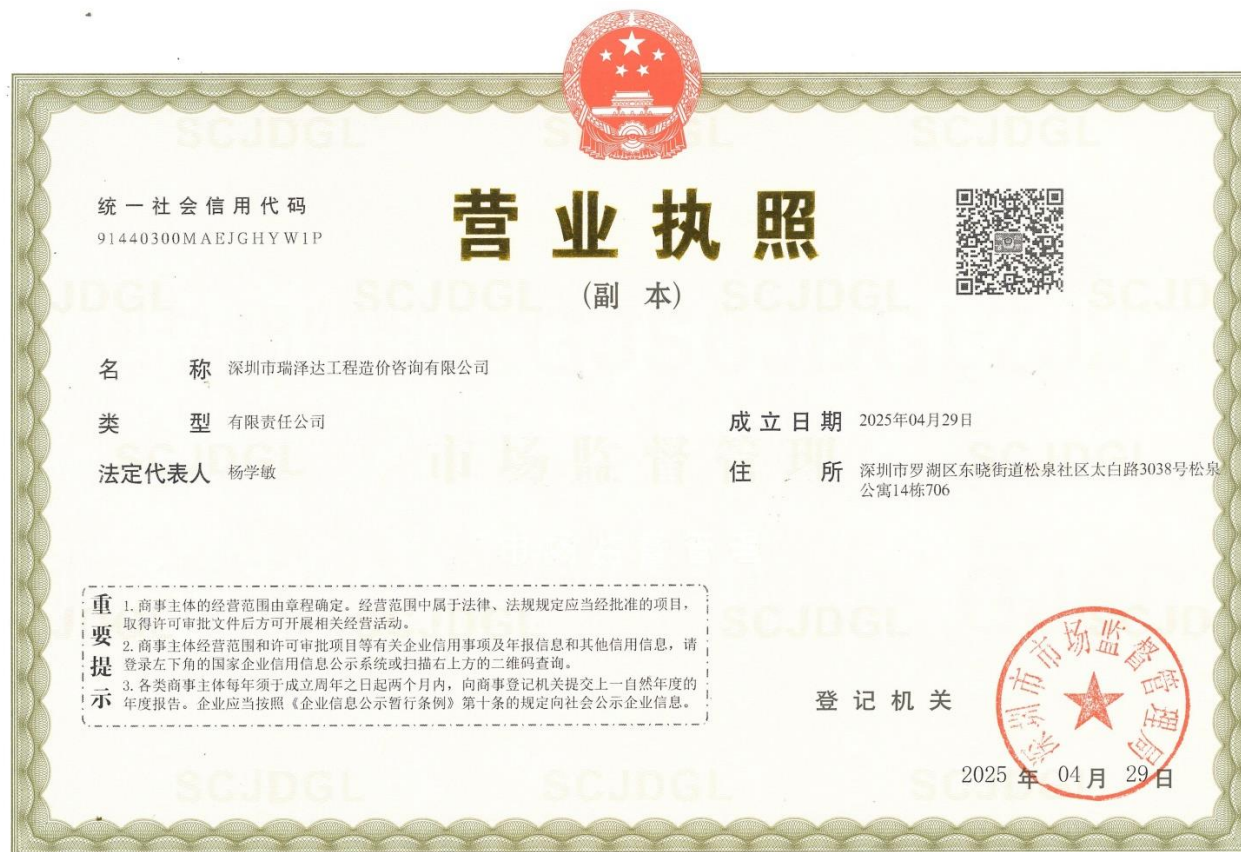 统一社会信用代码
91440300MAEJGHYW1P
营业执照
(副 本)
名 称 深圳市瑞泽达工程造价咨询有限公司
类 型 有限责任公司
法定代表人 杨学敏
成立日期 2025年04月29日
住 所 深圳市罗湖区东晓街道松泉社区太白路3038号松泉
公寓14栋706
重要提示
1. 商事主体的经营范围由章程确定。经营范围中属于法律、法规规定应当经批准的项目，
取得许可审批文件后方可开展相关经营活动。
2. 商事主体经营范围和许可审批项目等有关企业信用事项及年报信息和其他信用信息，请
登录左下角的国家企业信用信息公示系统或扫描右上方的二维码查询。
3. 各类商事主体每年须于成立周年之日起两个月内，向商事登记机关提交上一自然年度的
年度报告。企业应当按照《企业信息公示暂行条例》第十条的规定向社会公示企业信息。
登记机关
深圳市市场监督管理局
2025 年 04 月 29 日
SCJDGL
市场监督管理